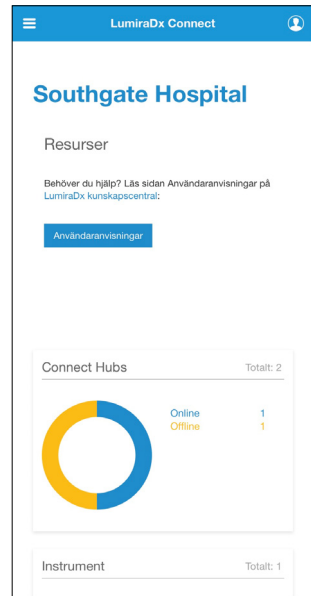 LumiraDx Connect
Southgate Hospital
Resurser
Behöver du hjälp? Läs sidan Användaranvisningar på
LumiraDx kunskapscentral:
Användaranvisningar
Connect Hubs Totalt: 2
Online 1
Offline 1
Instrument Totalt: 1